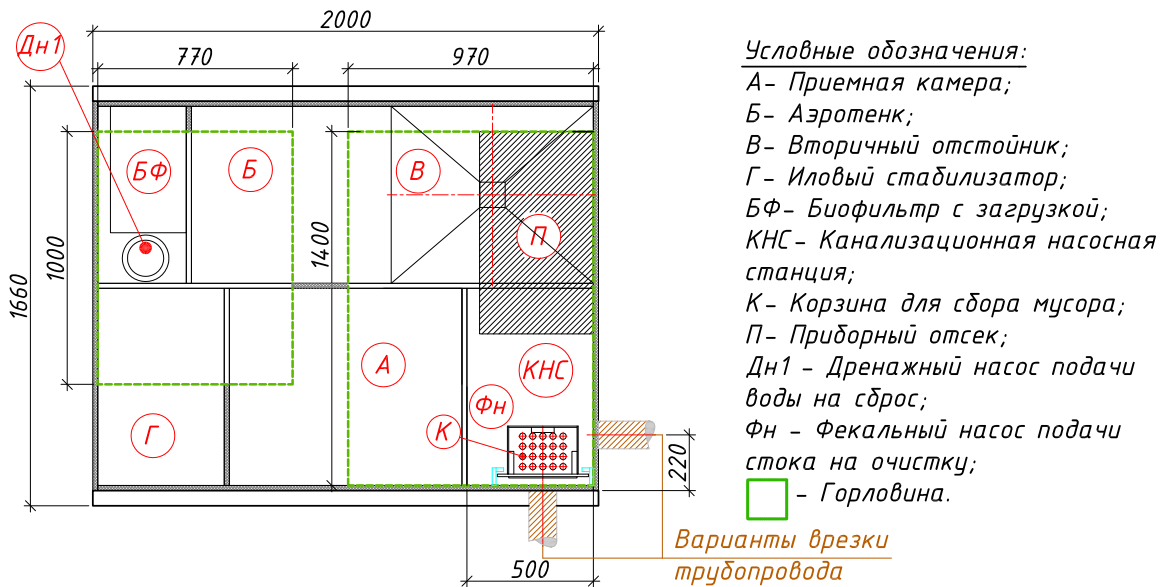 2000
Дн1
770
970
Условные обозначения:
А- Приемная камера;
Б- Аэротенк;
В- Вторичный отстойник;
Г- Иловый стабилизатор;
БФ- Биофильтр с загрузкой;
КНС- Канализационная насосная
станция;
К- Корзина для сбора мусора;
П- Приборный отсек;
Дн1 - Дренажный насос подачи
воды на сброс;
Фн - Фекальный насос подачи
стока на очистку;
- Горловина.
БФ
Б
В
П
1000
1400
1660
А
КНС
Фн
Г
К
220
Варианты врезки
трубопровода
500